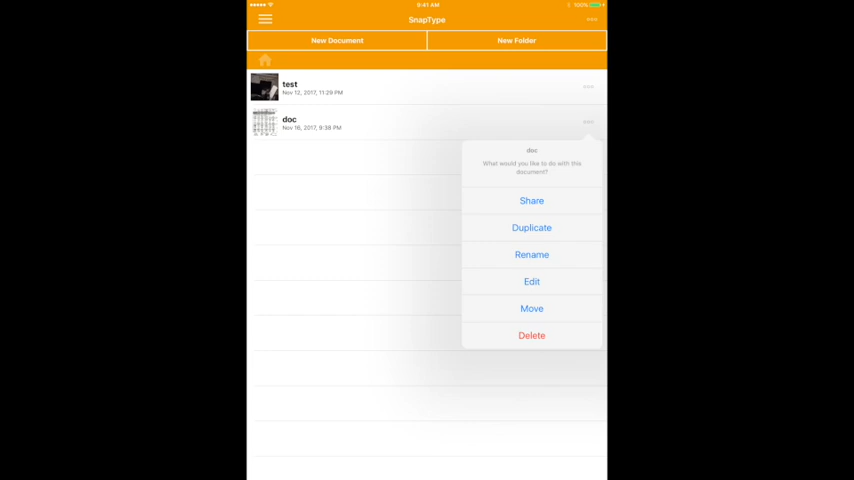 9:41 AM
100%
SnapType
New Document
New Folder
test
Nov 12, 2017, 11:29 PM
doc
Nov 16, 2017, 9:38 PM
doc
What would you like to do with this
document?
Share
Duplicate
Rename
Edit
Move
Delete